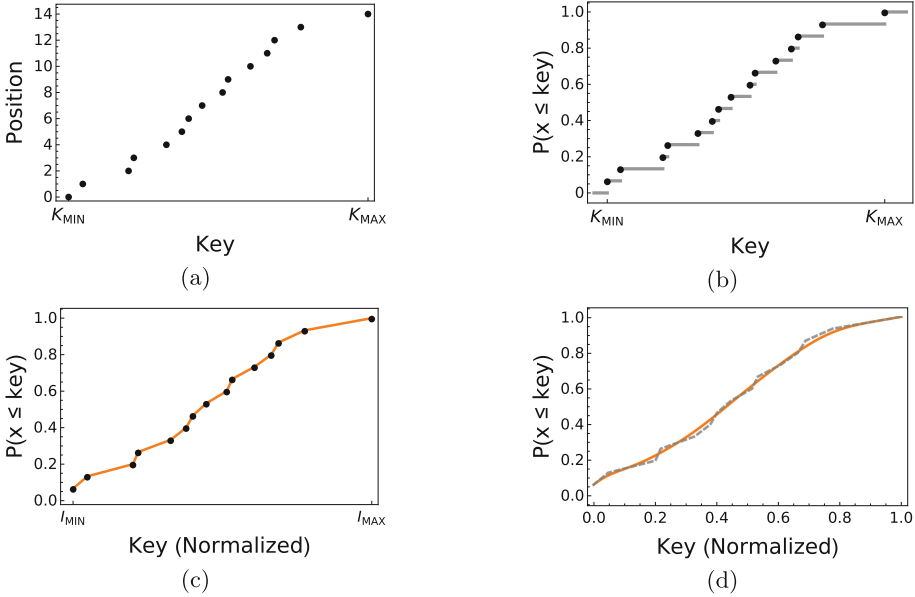 14
12
10
8
6
4
2
0
Position
K_MIN K_MAX
Key
(a)
1.0
0.8
0.6
0.4
0.2
0
P(x ≤ key)
K_MIN K_MAX
Key
(b)
1.0
0.8
0.6
0.4
0.2
0.0
P(x ≤ key)
I_MIN I_MAX
Key (Normalized)
(c)
1.0
0.8
0.6
0.4
0.2
0.0
P(x ≤ key)
0.0 0.2 0.4 0.6 0.8 1.0
Key (Normalized)
(d)